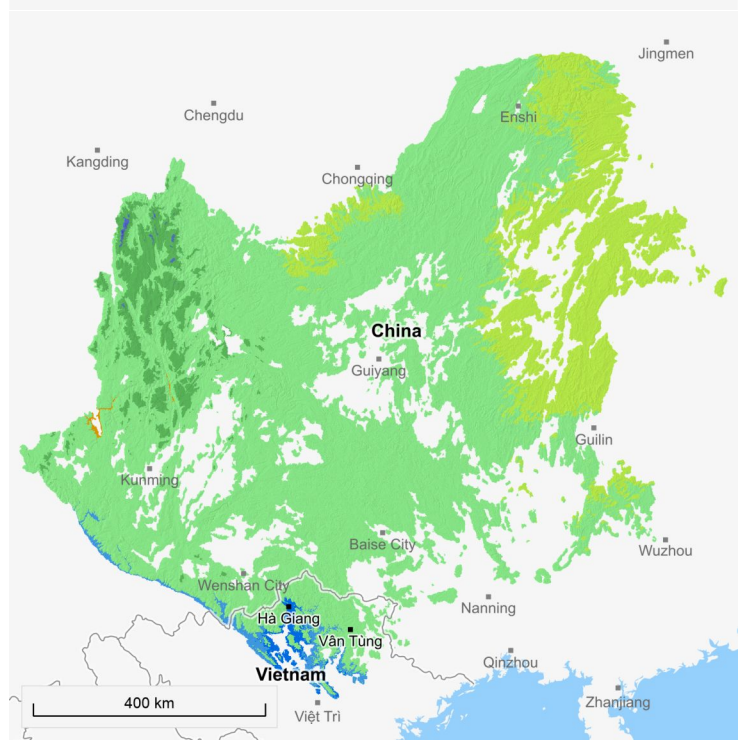 Jingmen
Chengdu
Enshi
Kangding
Chongqing
China
Guiyang
Guilin
Kunming
Baise City
Wuzhou
Wenshan City
Nanning
Hà Giang
Vân Tùng
Qinzhou
Vietnam
400 km
Zhanjiang
Việt Trì